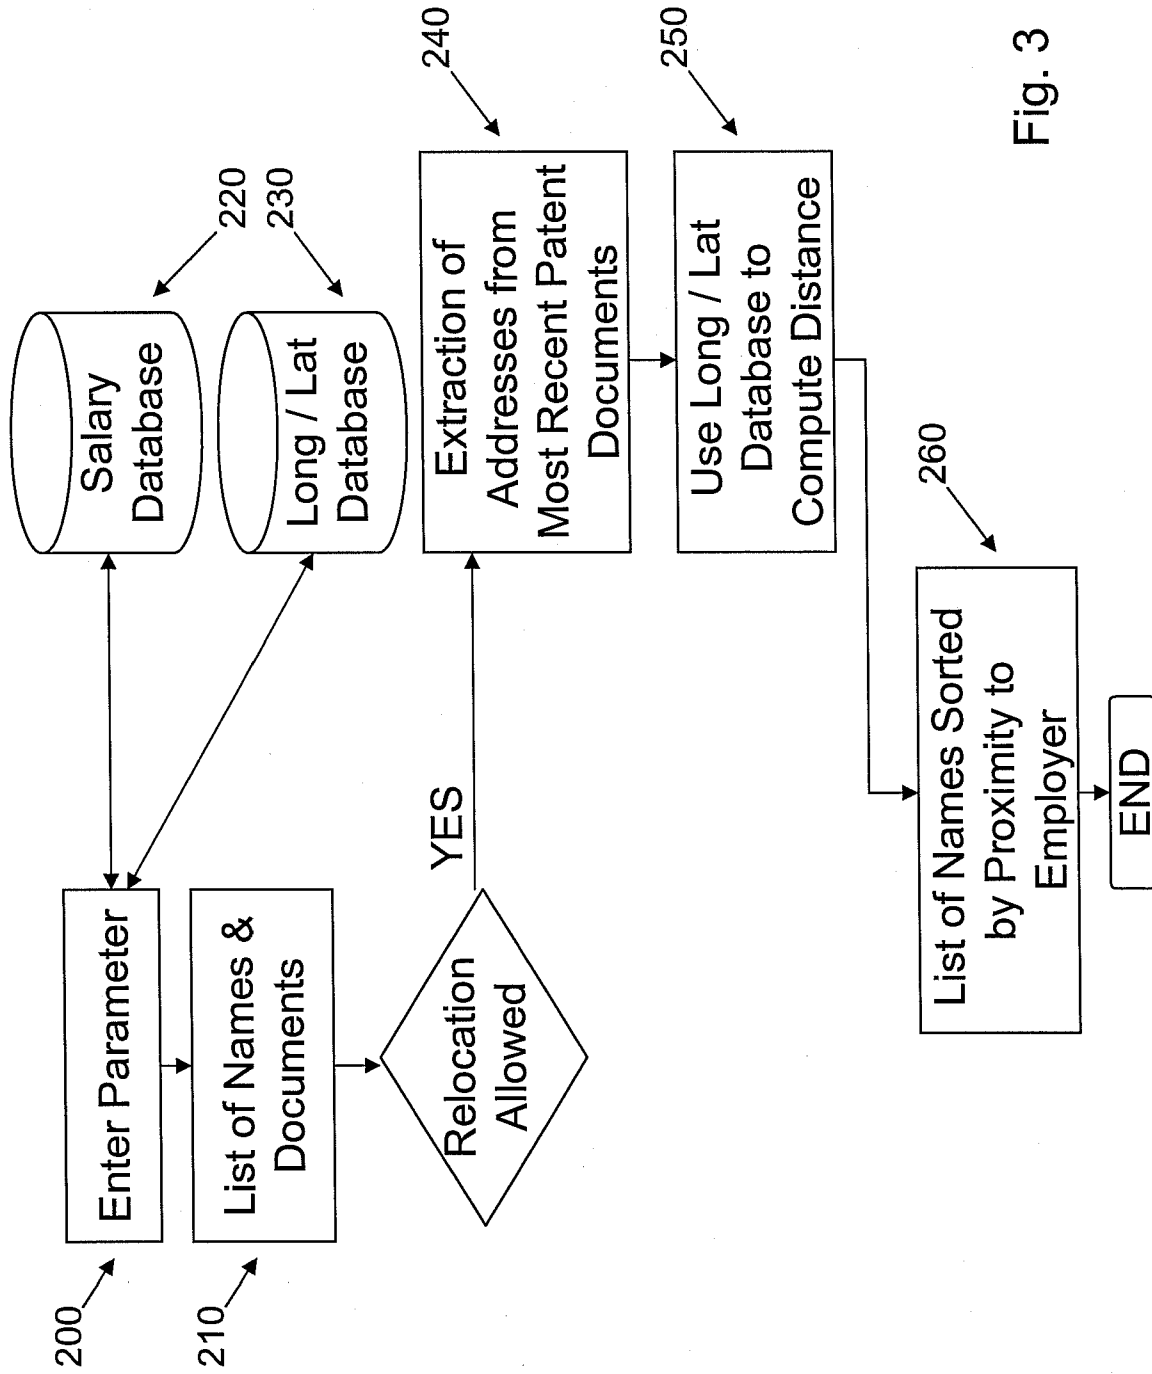 200
Enter Parameter
Salary
Database
220
210
List of Names &
Documents
Long / Lat
Database
230
Relocation
Allowed
YES
Extraction of
Addresses from
Most Recent Patent
Documents
240
Use Long / Lat
Database to
Compute Distance
250
List of Names Sorted
by Proximity to
Employer
260
END
Fig. 3